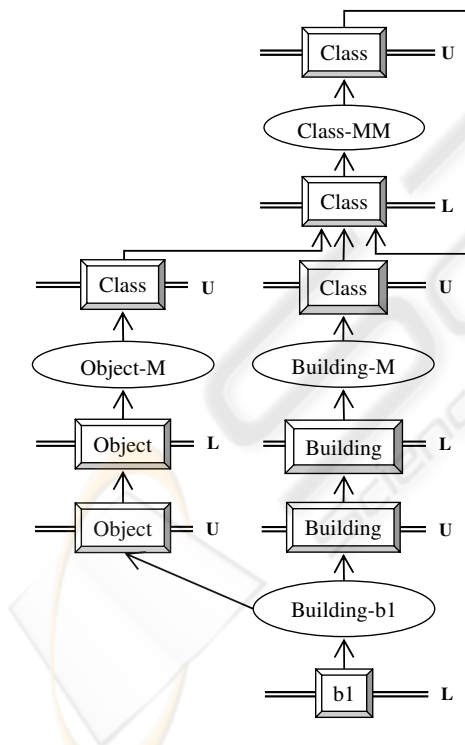 Class U
Class-MM
Class L
Class U Class U
Object-M Building-M
Object L Building L
Object U Building U
Building-b1
b1 L